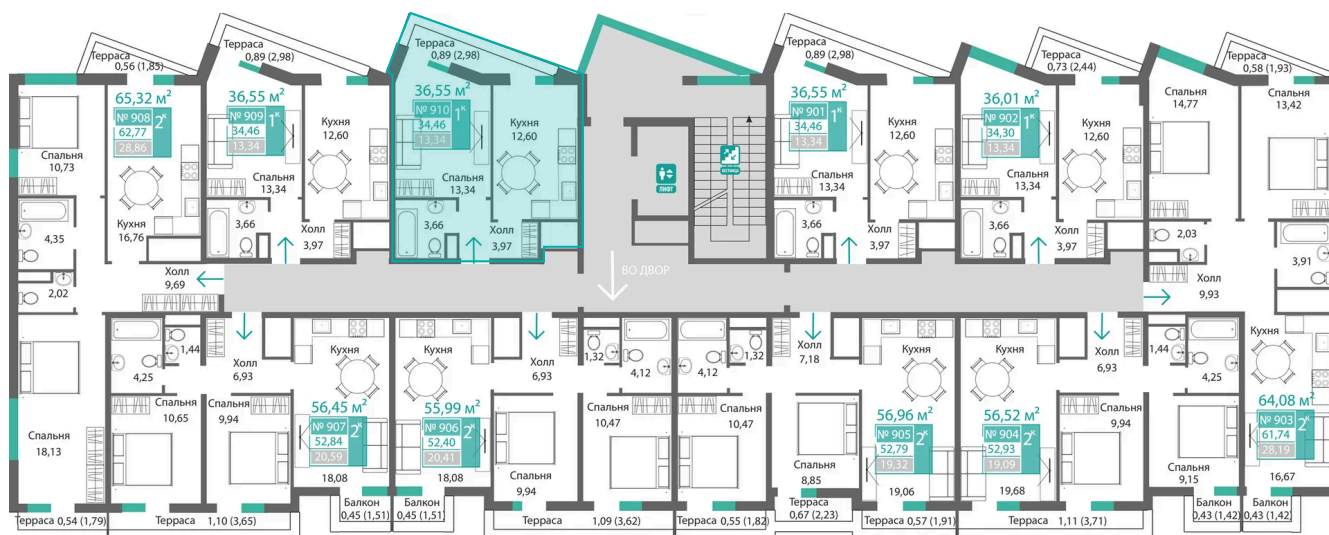 Терраса
0,56 (1,85)
65,32 м²
№ 908
62,77
28,86
2к
Спальня
10,73
Кухня
16,76
4,35
2,02
Холл
9,69
Спальня
18,13
Терраса 0,54 (1,79)
Терраса
0,89 (2,98)
36,55 м²
№ 909
34,46
13,34
1к
Кухня
12,60
Спальня
13,34
3,66
Холл
3,97
Терраса
0,89 (2,98)
36,55 м²
№ 910
34,46
13,34
1к
Кухня
12,60
Спальня
13,34
3,66
Холл
3,97
ЛИФТ
ЛЕСТНИЦА
ВО ДВОР
Терраса
0,89 (2,98)
36,55 м²
№ 901
34,46
13,34
1к
Кухня
12,60
Спальня
13,34
3,66
Холл
3,97
Терраса
0,73 (2,44)
36,01 м²
№ 902
34,30
13,34
1к
Кухня
12,60
Спальня
13,34
3,66
Холл
3,97
Терраса
0,58 (1,93)
Спальня
14,77
Спальня
13,42
2,03
3,91
Холл
9,93
Кухня
64,08 м²
№ 903
61,74
28,19
2к
16,67
Балкон
0,43 (1,42)
1,44
4,25
Холл
6,93
Спальня
10,65
Спальня
9,94
Терраса 1,10 (3,65)
Кухня
56,45 м²
№ 907
52,84
20,59
2к
18,08
Балкон
0,45 (1,51)
Кухня
55,99 м²
№ 906
52,40
20,41
2к
18,08
Балкон
0,45 (1,51)
Холл
6,93
1,32
4,12
Спальня
9,94
Спальня
10,47
Терраса 1,09 (3,62)
4,12
1,32
Холл
7,18
Спальня
10,47
Терраса 0,55 (1,82)
Спальня
8,85
Терраса
0,67 (2,23)
Кухня
56,96 м²
№ 905
52,79
19,32
2к
19,06
Терраса 0,57 (1,91)
Кухня
56,52 м²
№ 904
52,93
19,09
2к
19,68
Холл
6,93
1,44
4,25
Спальня
9,94
Терраса 1,11 (3,71)
Спальня
9,15
Балкон
0,43 (1,42)